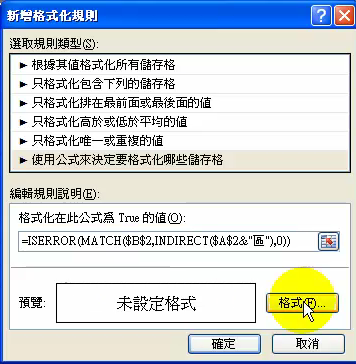 新增格式化規則
選取規則類型(S):
► 根據其值格式化所有儲存格
► 只格式化包含下列的儲存格
► 只格式化排在最前面或最後面的值
► 只格式化高於或低於平均的值
► 只格式化唯一或重複的值
► 使用公式來決定要格式化哪些儲存格
編輯規則說明(E):
格式化在此公式為 True 的值(O):
=ISERROR(MATCH($B$2,INDIRECT($A$2&"區"),0))
預覽:
未設定格式
格式(F)...
確定
取消